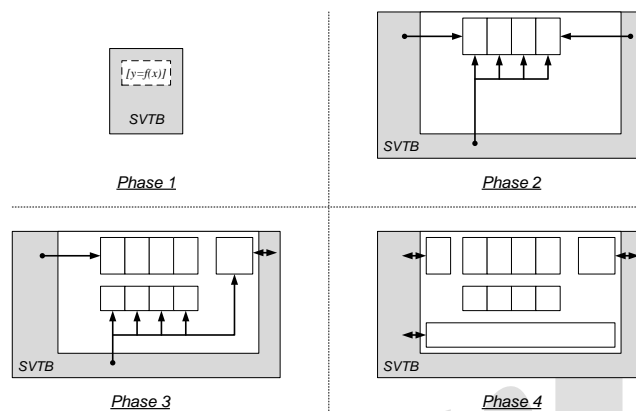 [y=f(x)]
SVTB
Phase 1
SVTB
Phase 2
SVTB
Phase 3
SVTB
Phase 4